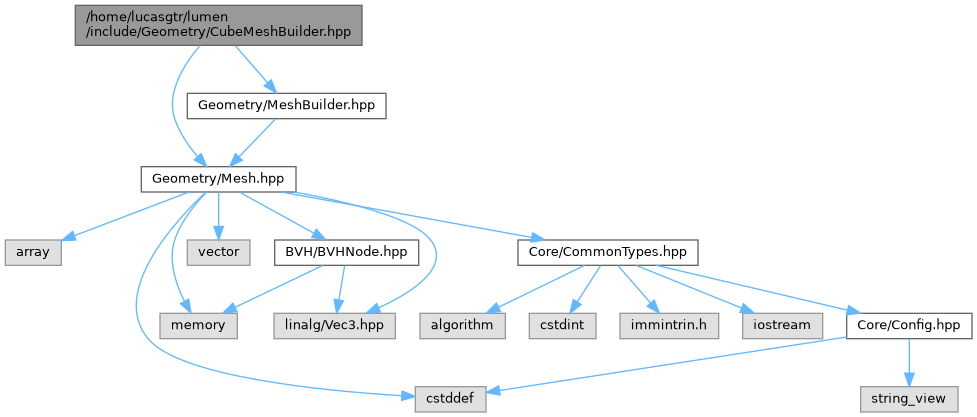 /home/lucasgtr/lumen
/include/Geometry/CubeMeshBuilder.hpp
Geometry/MeshBuilder.hpp
Geometry/Mesh.hpp
array
vector
BVH/BVHNode.hpp
Core/CommonTypes.hpp
memory
linalg/Vec3.hpp
algorithm
cstdint
immintrin.h
iostream
Core/Config.hpp
cstddef
string_view